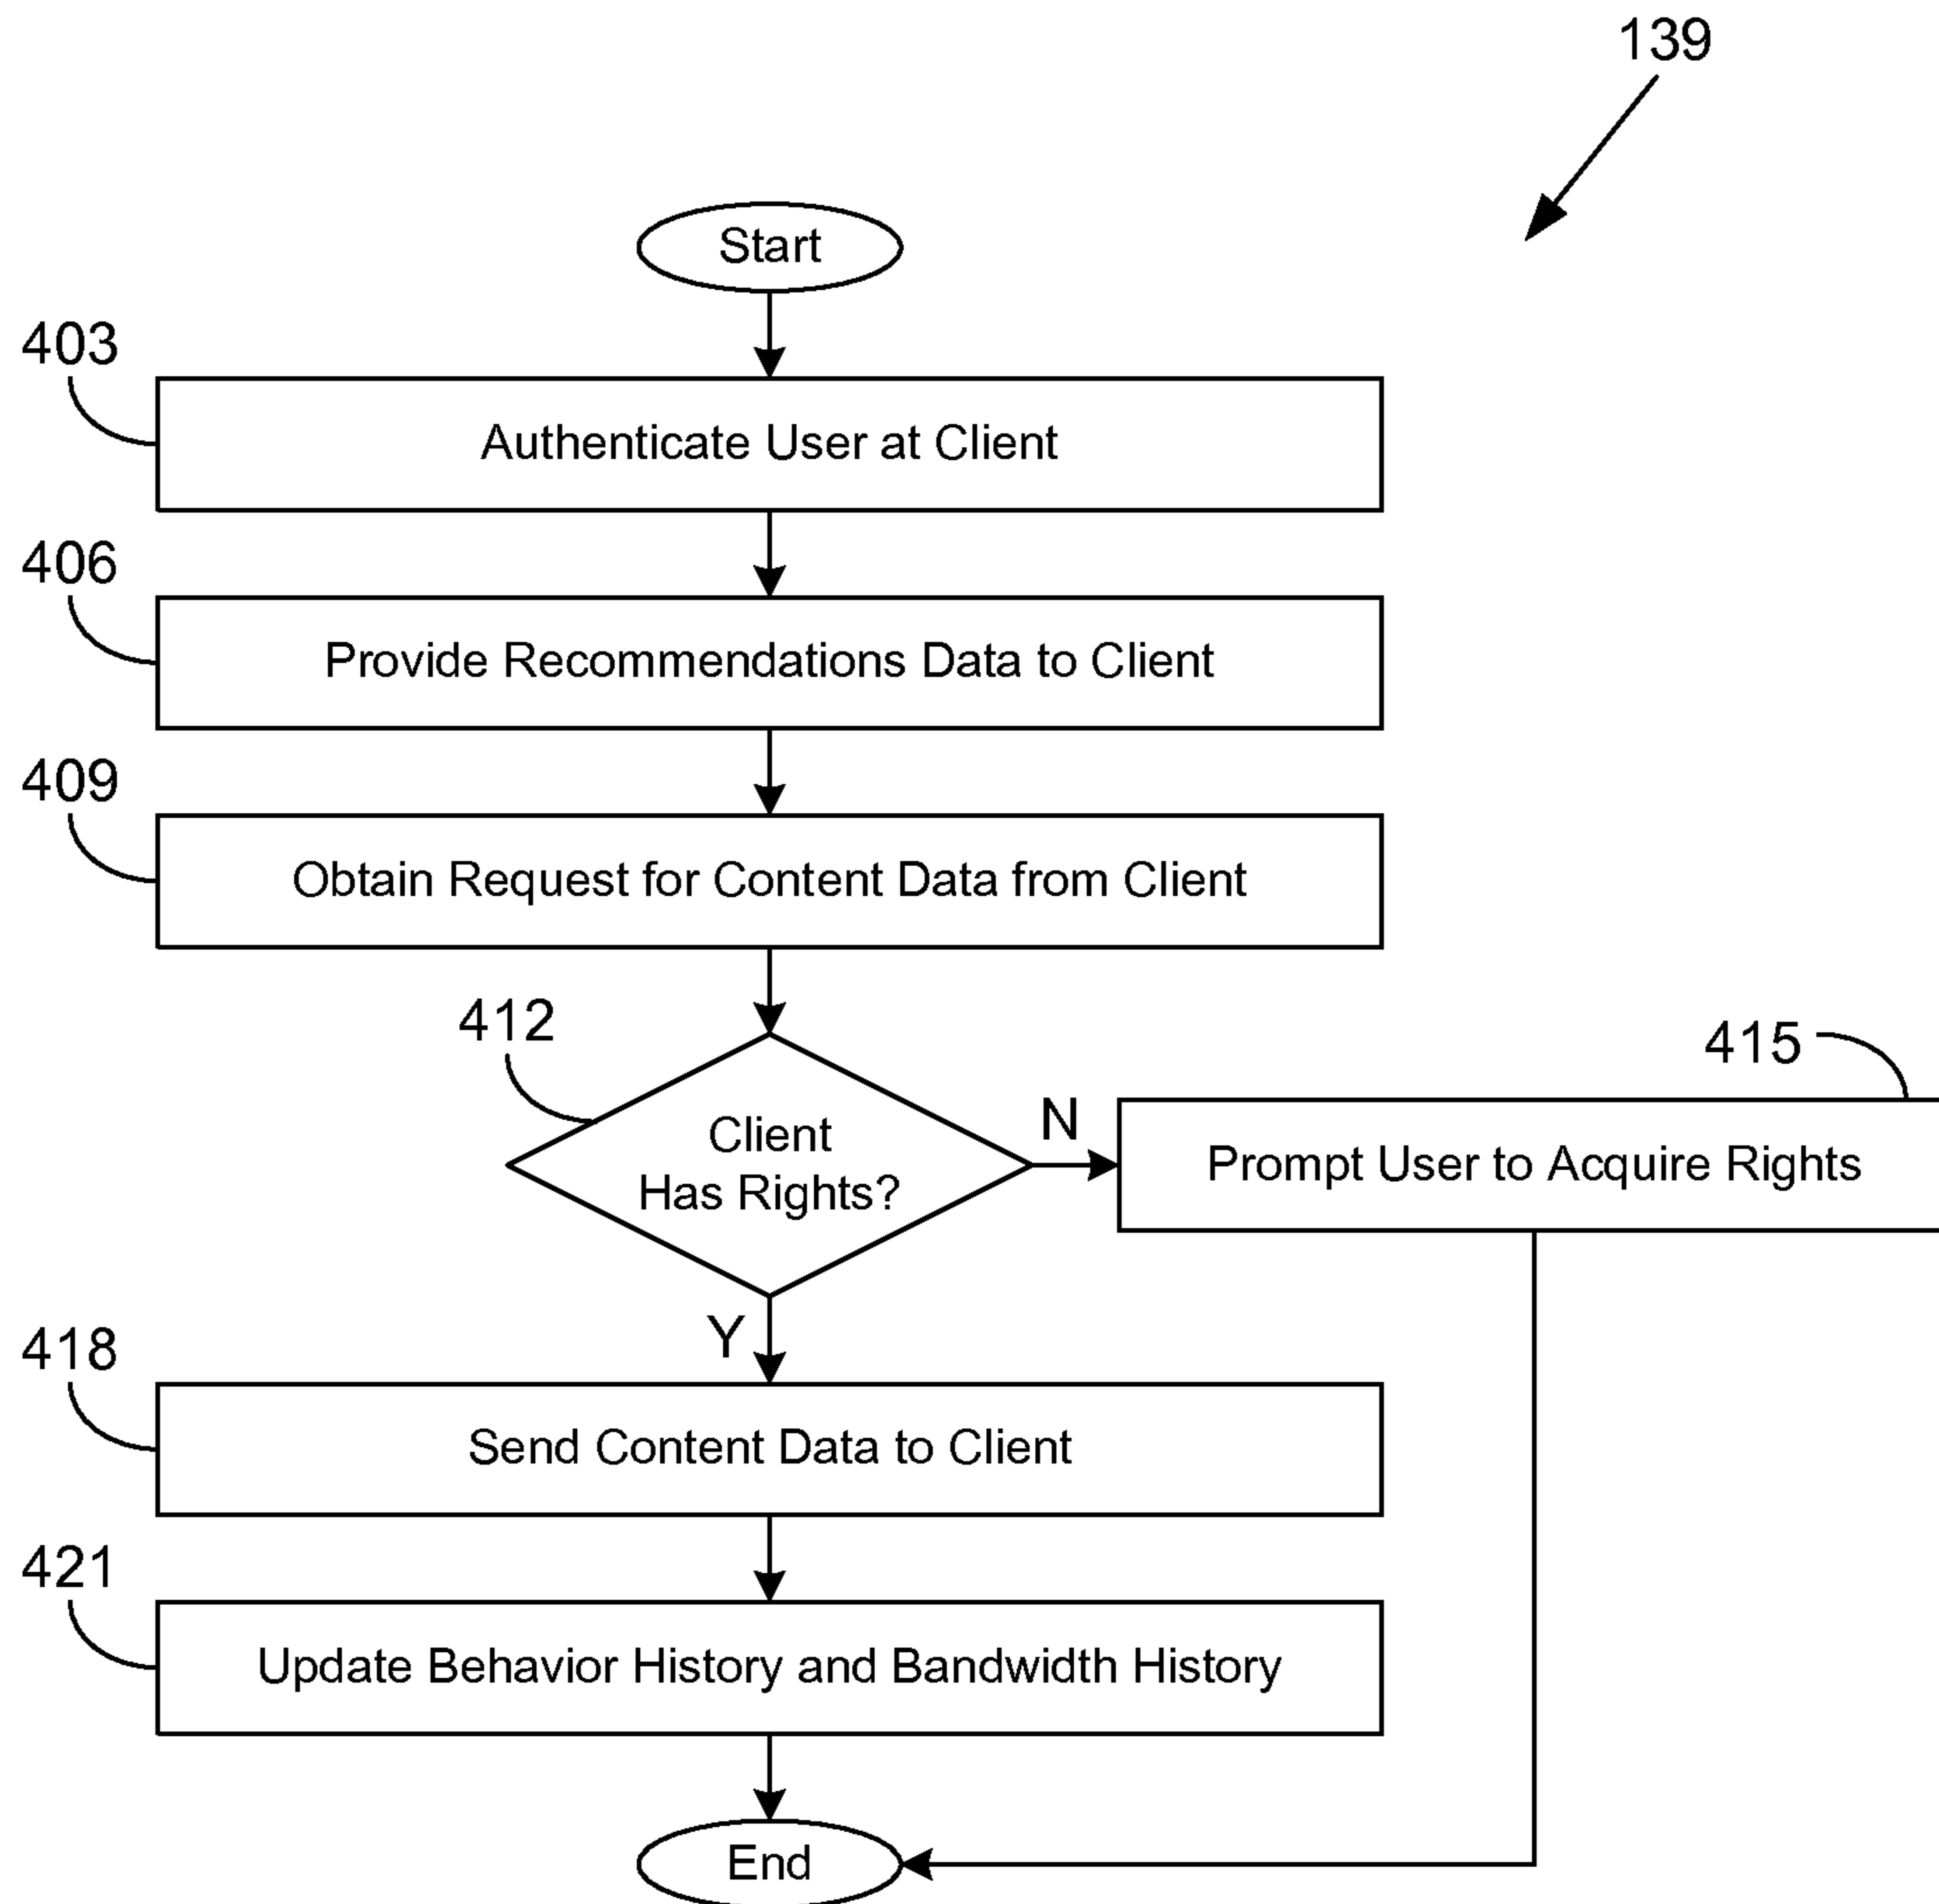 139
Start
403
Authenticate User at Client
406
Provide Recommendations Data to Client
409
Obtain Request for Content Data from Client
412
Client
Has Rights?
N
415
Prompt User to Acquire Rights
Y
418
Send Content Data to Client
421
Update Behavior History and Bandwidth History
End